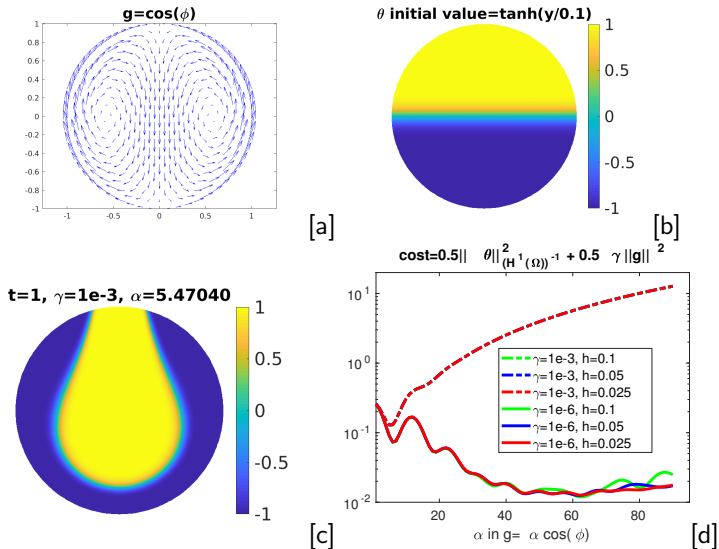 g=cos(ϕ)
1
0.8
0.6
0.4
0.2
0
-0.2
-0.4
-0.6
-0.8
-1
-1 -0.5 0 0.5 1
[a]
θ initial value=tanh(y/0.1)
1
0.5
0
-0.5
-1
[b]
t=1, γ=1e-3, α=5.47040
1
0.5
0
-0.5
-1
[c]
cost=0.5|| θ||²_(H¹(Ω))⁻¹ + 0.5 γ ||g||²
10¹
10⁰
10⁻¹
10⁻²
γ=1e-3, h=0.1
γ=1e-3, h=0.05
γ=1e-3, h=0.025
γ=1e-6, h=0.1
γ=1e-6, h=0.05
γ=1e-6, h=0.025
20 40 60 80
α in g= α cos( ϕ)
[d]